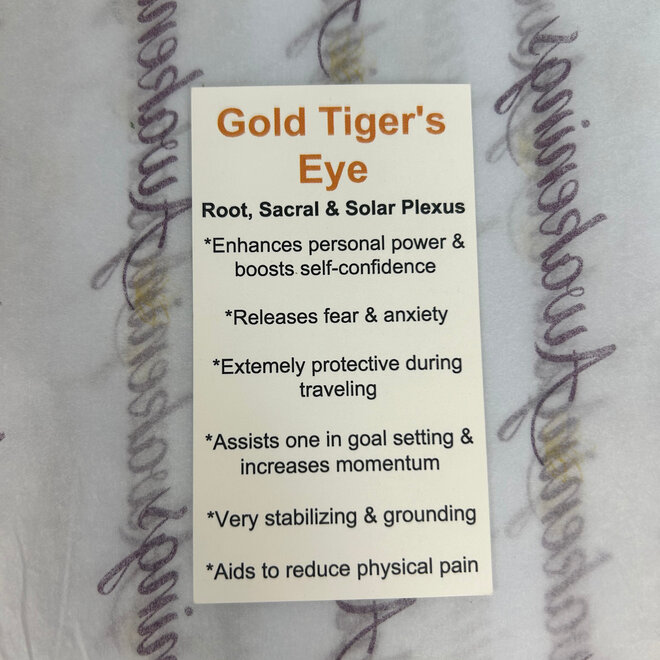 Gold Tiger's
Eye
Root, Sacral & Solar Plexus
*Enhances personal power &
boosts self-confidence
*Releases fear & anxiety
*Extemely protective during
traveling
*Assists one in goal setting &
increases momentum
*Very stabilizing & grounding
*Aids to reduce physical pain